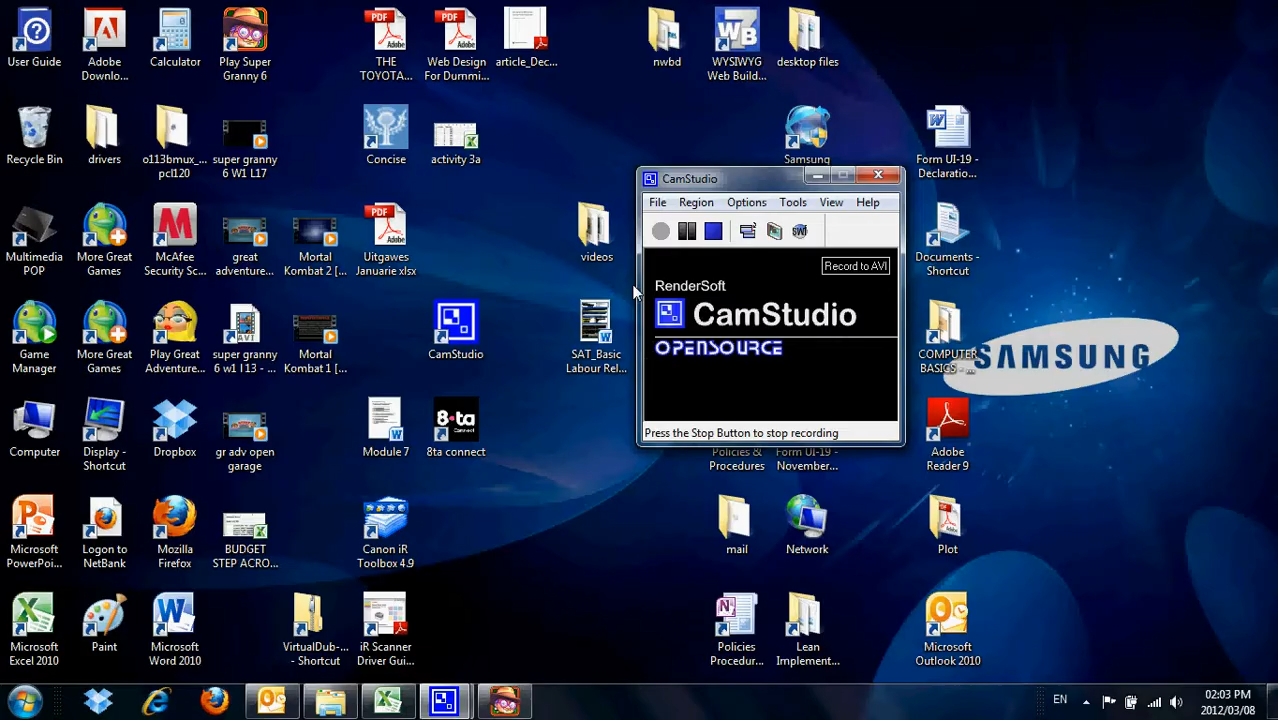 User Guide
Adobe
Downlo...
Calculator
Play Super
Granny 6
PDF
Adobe
THE
TOYOTA...
PDF
Adobe
Web Design
For Dummi...
article_Dec...
nwbd
WYSIWYG
Web Build...
desktop files
Recycle Bin
drivers
o113bmux_...
pcl120
super granny
6 W1 L17
Concise
activity 3a
Samsung
Form UI-19 -
Declaratio...
Multimedia
POP
More Great
Games
McAfee
Security Sc...
great
adventure...
Mortal
Kombat 2 [...
PDF
Adobe
Uitgawes
Januarie xlsx
videos
Documents -
Shortcut
CamStudio
File Region Options Tools View Help
Record to AVI
RenderSoft
CamStudio
OPENSOURCE
Press the Stop Button to stop recording
Game
Manager
More Great
Games
Play Great
Adventure...
AVI
super granny
6 w1 l 13 - ...
Mortal
Kombat 1 [...
CamStudio
SAT_Basic
Labour Rel...
COMPUTER
BASICS - ...
SAMSUNG
Computer
Display -
Shortcut
Dropbox
gr adv open
garage
Module 7
8·ta
connect
8ta connect
Policies &
Procedures
Form UI-19 -
November...
Adobe
Reader 9
Microsoft
PowerPoi...
Logon to
NetBank
Mozilla
Firefox
BUDGET
STEP ACRO...
Canon iR
Toolbox 4.9
mail
Network
Plot
Microsoft
Excel 2010
Paint
Microsoft
Word 2010
VirtualDub-...
- Shortcut
iR Scanner
Driver Gui...
Policies
Procedur...
Lean
Implement...
Microsoft
Outlook 2010
EN
02:03 PM
2012/03/08